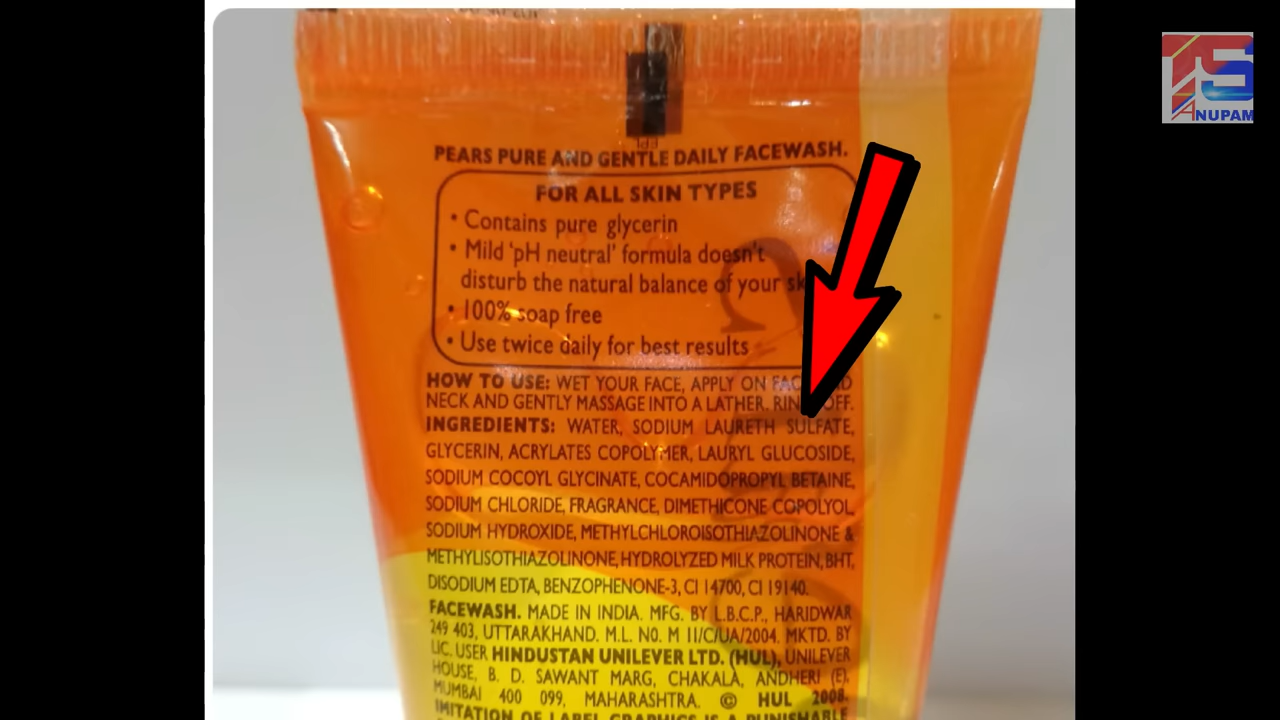 PEARS PURE AND GENTLE DAILY FACEWASH.
FOR ALL SKIN TYPES
• Contains pure glycerin
• Mild 'pH neutral' formula doesn't
disturb the natural balance of your
• 100% soap free
• Use twice daily for best results
HOW TO USE: WET YOUR FACE, APPLY ON
NECK AND GENTLY MASSAGE INTO A LATHER. OFF.
INGREDIENTS: WATER, SODIUM LAURETH SULFATE,
GLYCERIN, ACRYLATES COPOLYMER, LAURYL GLUCOSIDE,
SODIUM COCOYL GLYCINATE, COCAMIDOPROPYL BETAINE,
SODIUM CHLORIDE, FRAGRANCE, DIMETHICONE COPOLYOL,
SODIUM HYDROXIDE, METHYLCHLOROISOTHIAZOLINONE &
METHYLISOTHIAZOLINONE, HYDROLYZED MILK PROTEIN, BHT,
DISODIUM EDTA, BENZOPHENONE-3, CI 14700, CI 19140.
FACEWASH. MADE IN INDIA. MFG. BY L.B.C.P., HARIDWAR
249 403, UTTARAKHAND. M.L. NO. M 11/C/UA/2004. MKTD. BY
LIC. USER HINDUSTAN UNILEVER LTD. (HUL), UNILEVER
HOUSE, B. D. SAWANT MARG, CHAKALA, ANDHERI (E),
MUMBAI 400 099, MAHARASHTRA. © HUL 2008.
IMITATION OF LABEL GRAPHICS IS A PUNISHABLE
ANUPAM